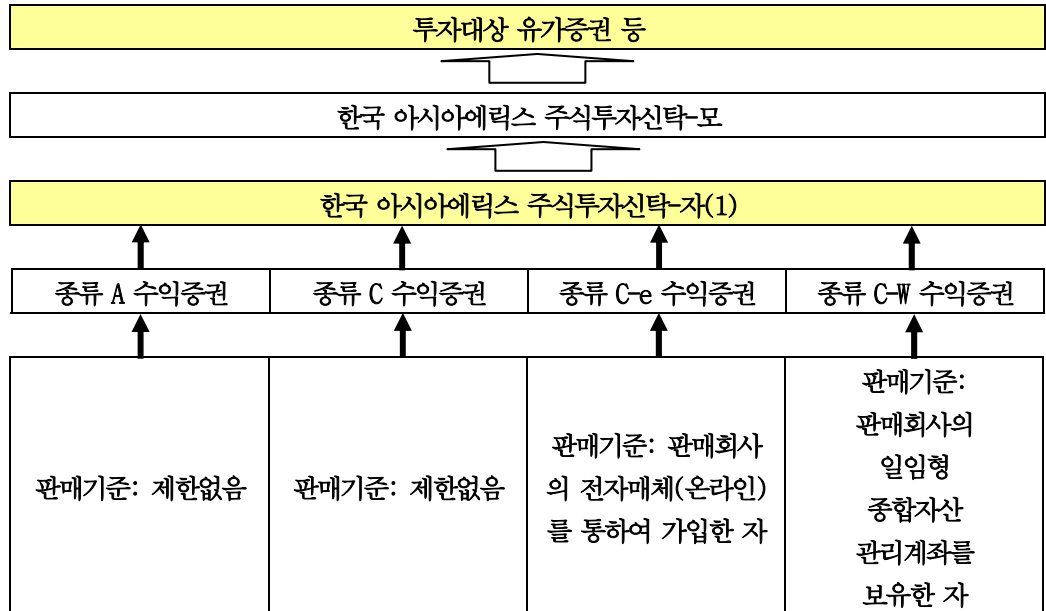 투자대상 유가증권 등
한국 아시아에릭스 주식투자신탁-모
한국 아시아에릭스 주식투자신탁-자(1)
종류 A 수익증권
종류 C 수익증권
종류 C-e 수익증권
종류 C-W 수익증권
판매기준: 제한없음
판매기준: 제한없음
판매기준: 판매회사
의 전자매체(온라인)
를 통하여 가입한 자
판매기준:
판매회사의
일임형
종합자산
관리계좌를
보유한 자